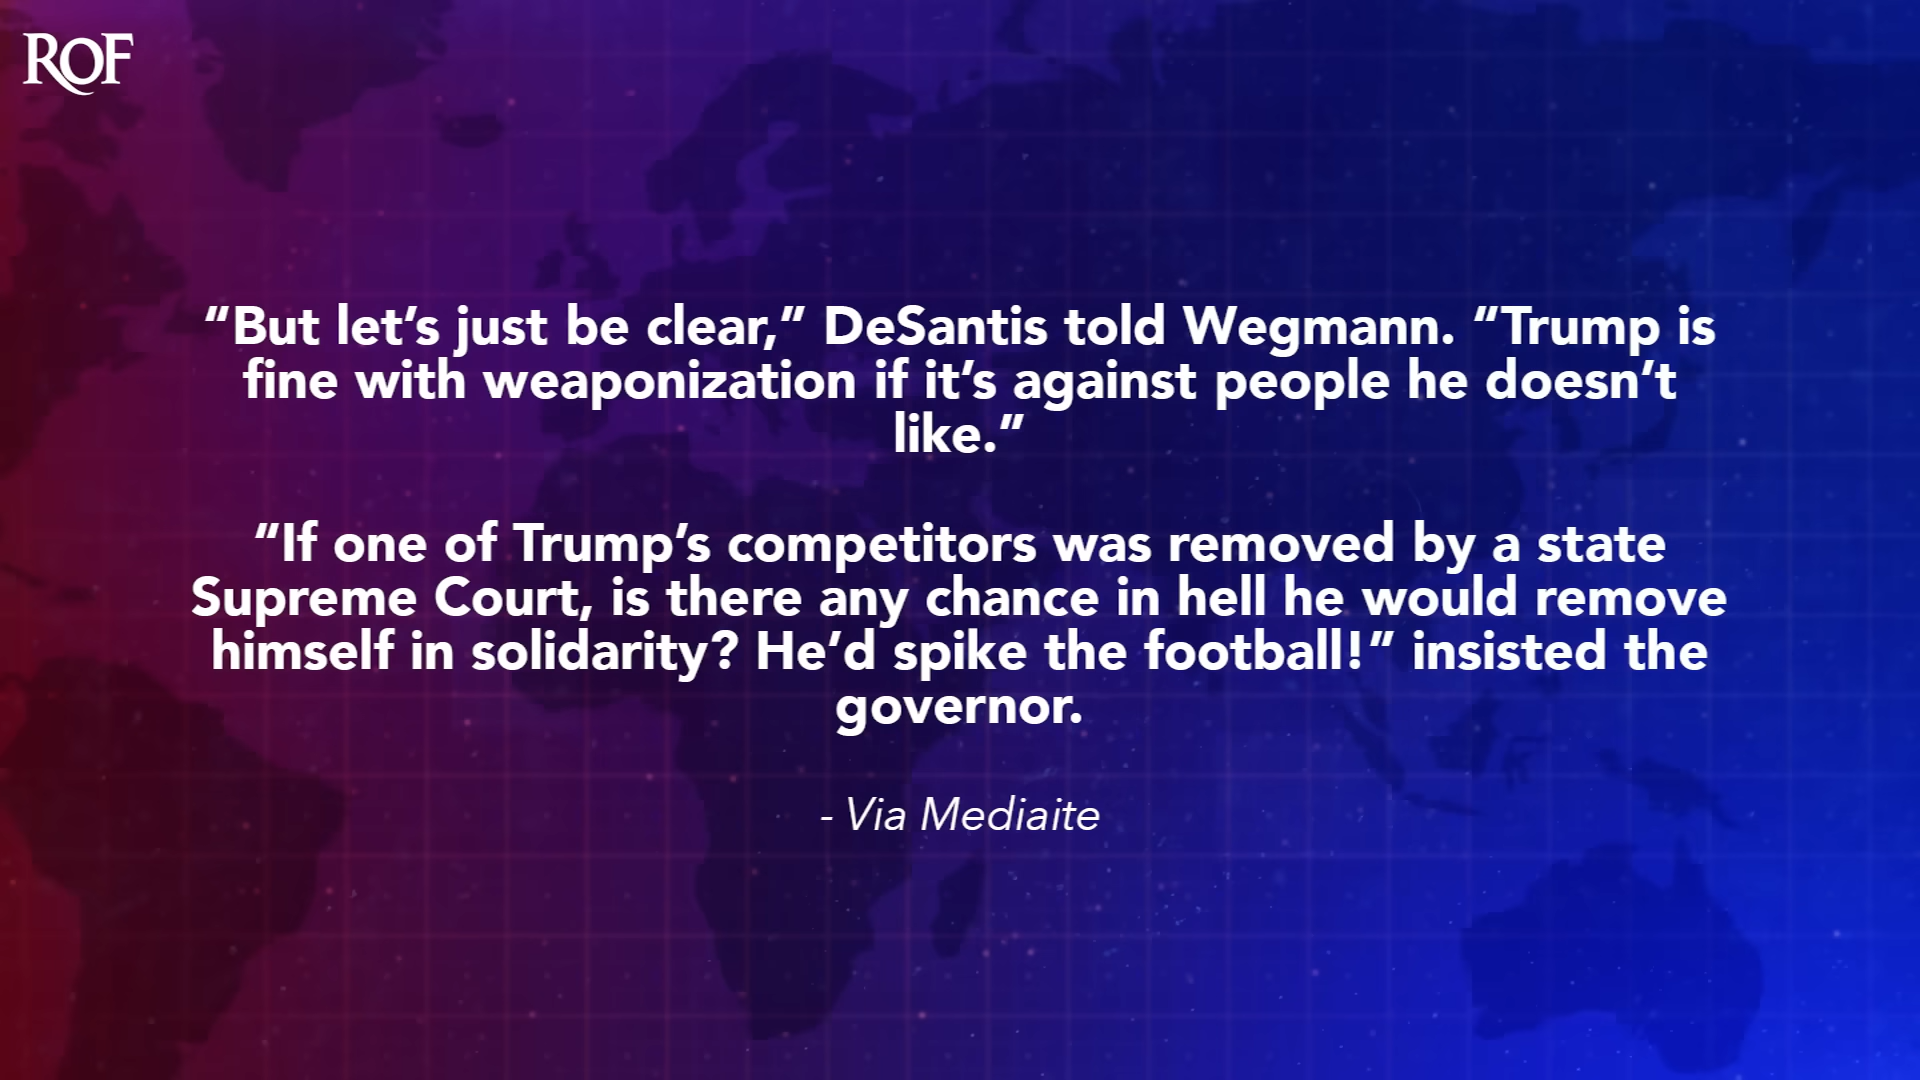 ROF
“But let’s just be clear,” DeSantis told Wegmann. “Trump is
fine with weaponization if it’s against people he doesn’t
like.”
“If one of Trump’s competitors was removed by a state
Supreme Court, is there any chance in hell he would remove
himself in solidarity? He’d spike the football!” insisted the
governor.
- Via Mediaite